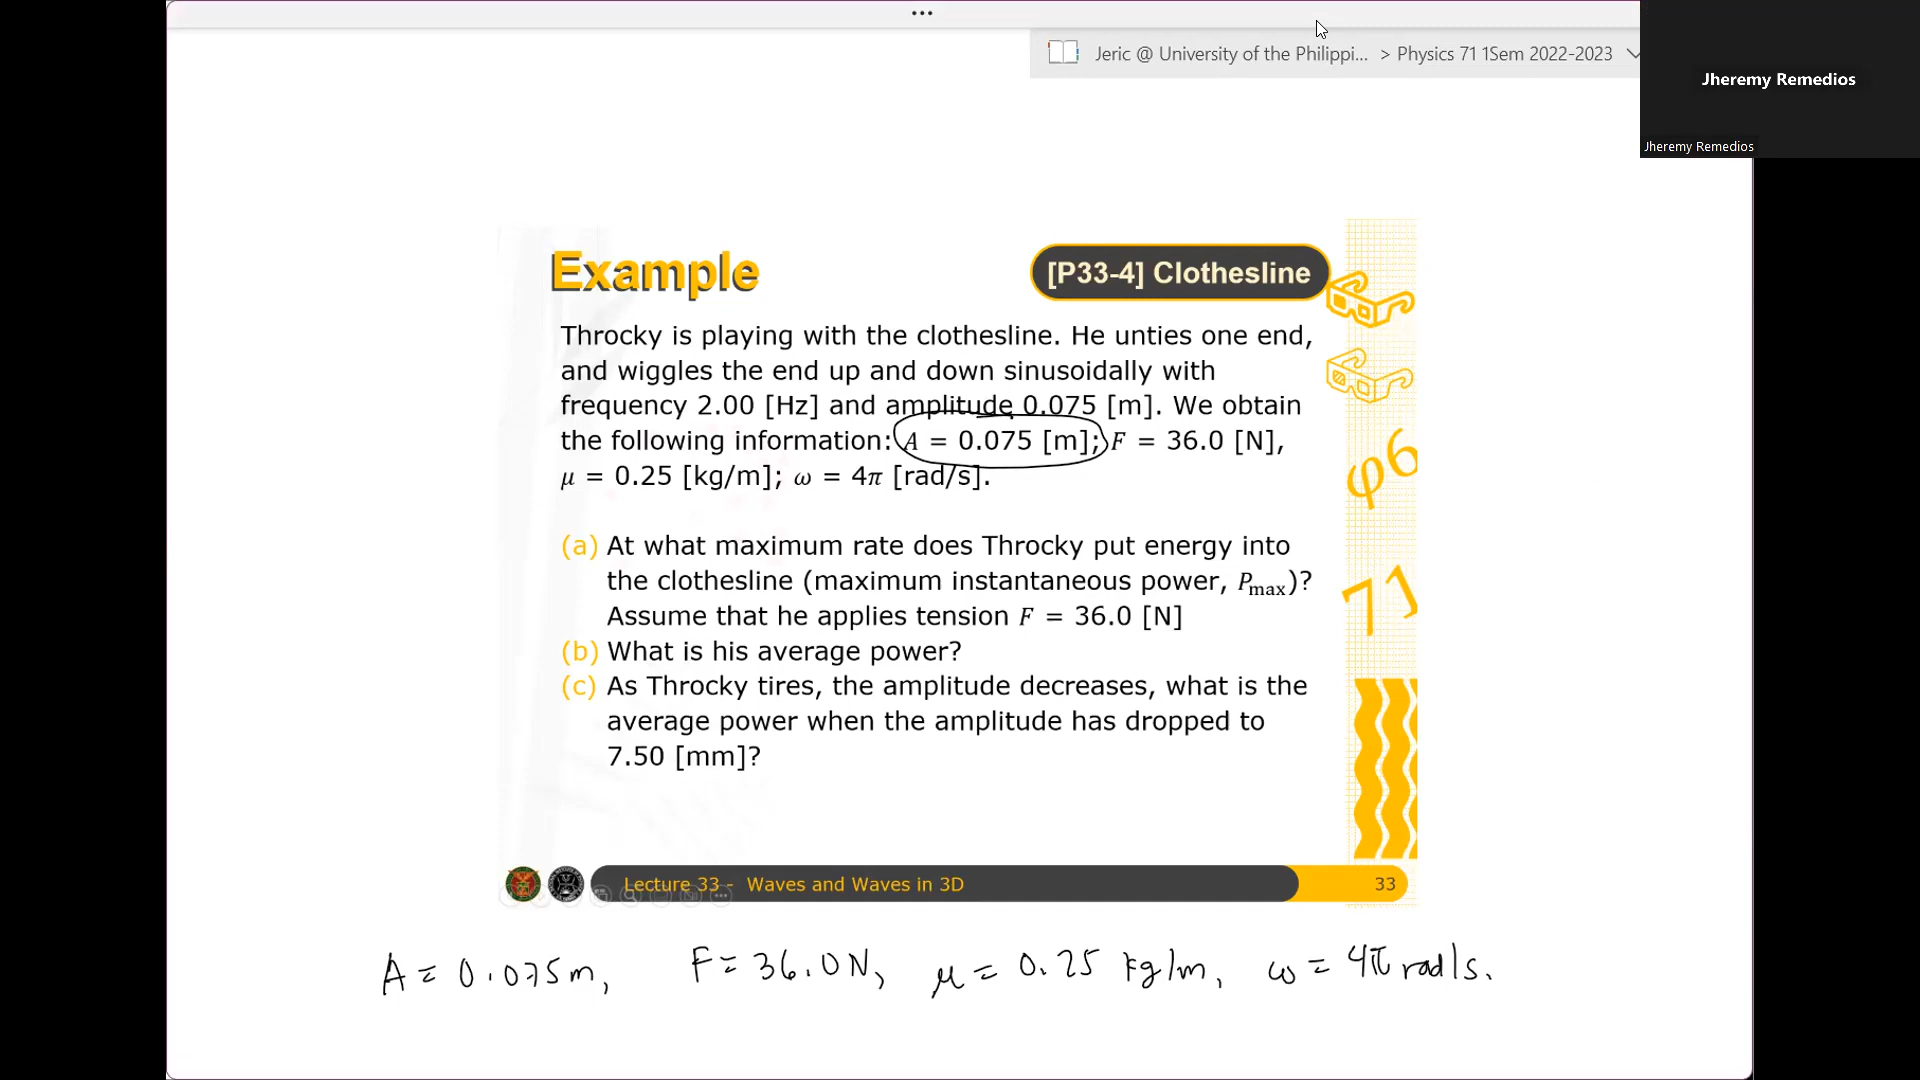 Jeric @ University of the Philippi... > Physics 71 1Sem 2022-2023
Jheremy Remedios
Jheremy Remedios
Example
[P33-4] Clothesline
Throcky is playing with the clothesline. He unties one end,
and wiggles the end up and down sinusoidally with
frequency 2.00 [Hz] and amplitude 0.075 [m]. We obtain
the following information: A = 0.075 [m]; F = 36.0 [N],
μ = 0.25 [kg/m]; ω = 4π [rad/s].
(a) At what maximum rate does Throcky put energy into
the clothesline (maximum instantaneous power, Pmax)?
Assume that he applies tension F = 36.0 [N]
(b) What is his average power?
(c) As Throcky tires, the amplitude decreases, what is the
average power when the amplitude has dropped to
7.50 [mm]?
φ6
71
Lecture 33 - Waves and Waves in 3D
33
A = 0.075m, F = 36.0 N, μ = 0.25 kg/m, ω = 4π rad/s.